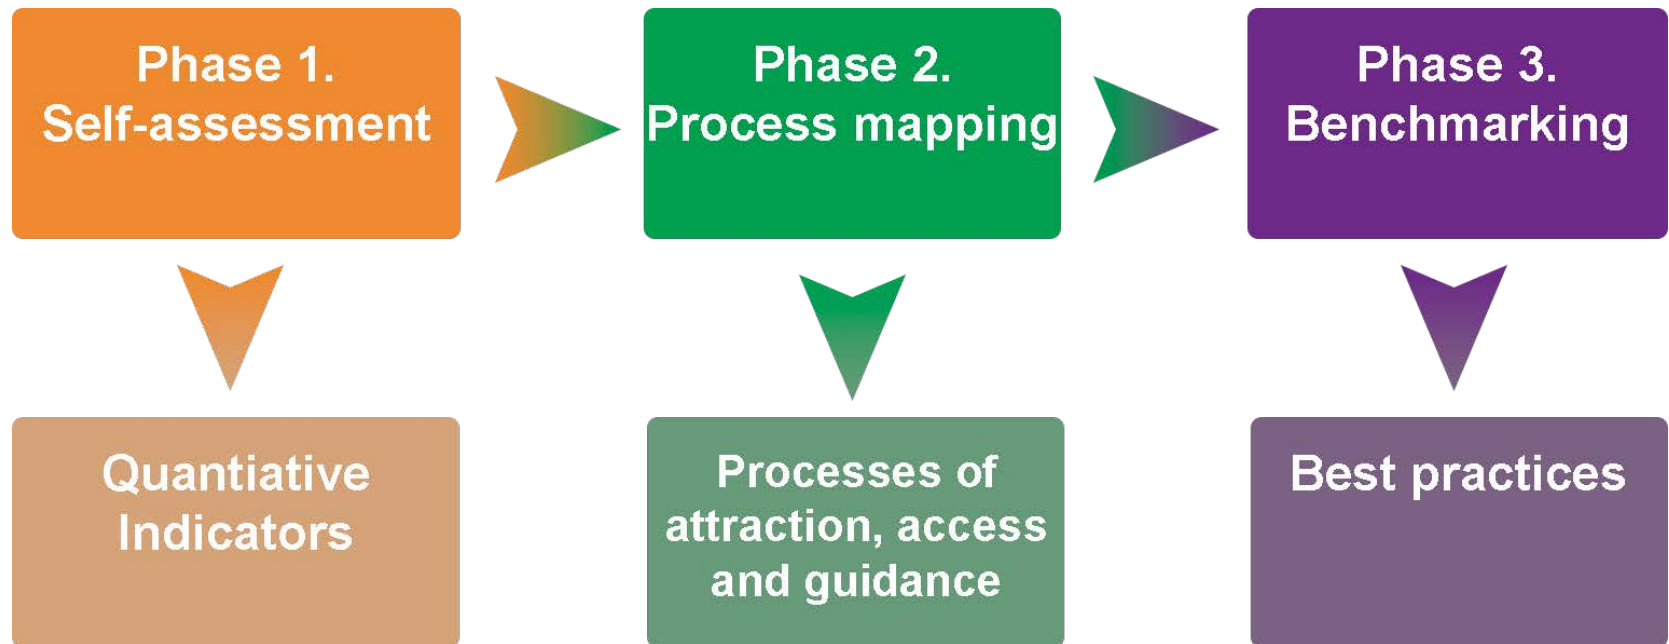 Phase 1.
Self-assessment
Phase 2.
Process mapping
Phase 3.
Benchmarking
Quantiative
Indicators
Processes of
attraction, access
and guidance
Best practices